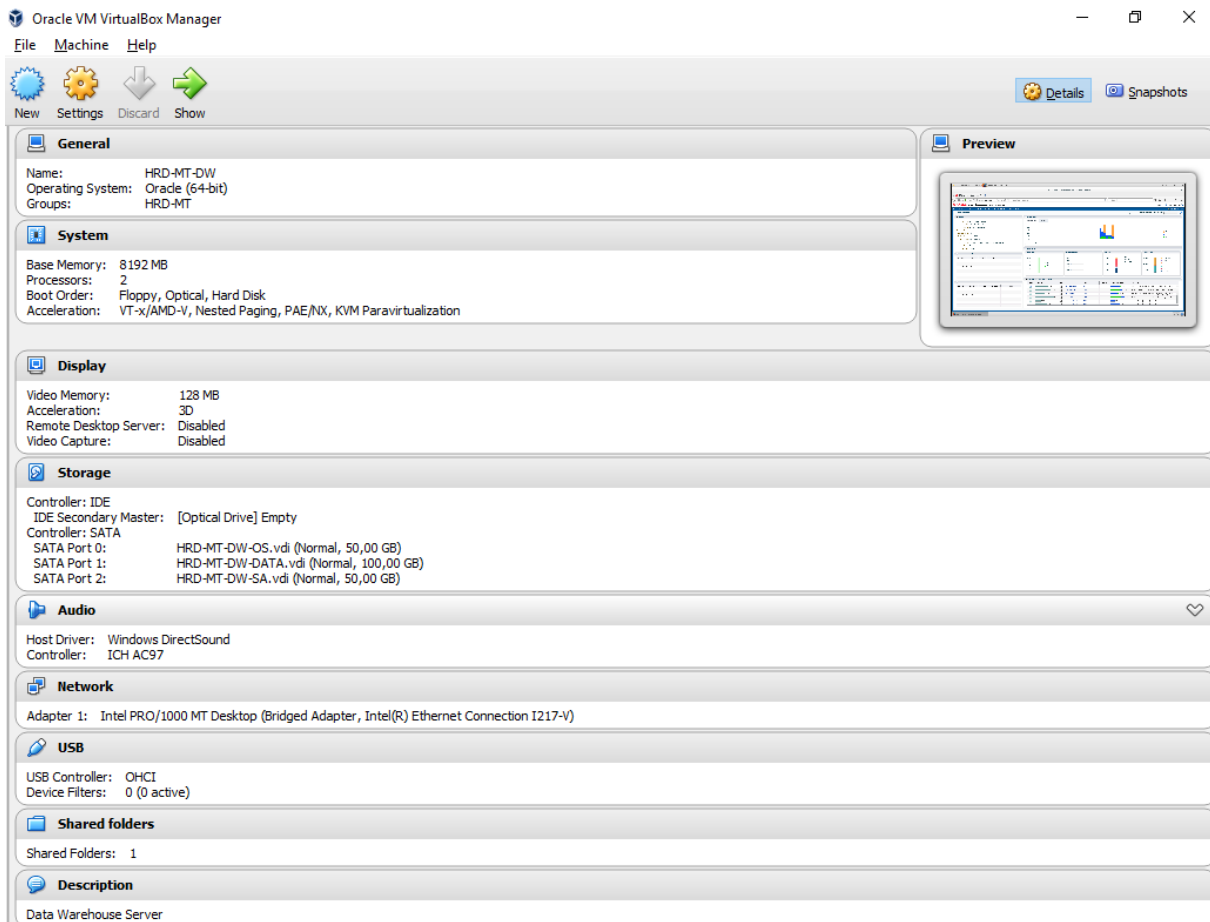 Oracle VM VirtualBox Manager
File Machine Help
New Settings Discard Show
Details Snapshots
General
Name: HRD-MT-DW
Operating System: Oracle (64-bit)
Groups: HRD-MT
Preview
System
Base Memory: 8192 MB
Processors: 2
Boot Order: Floppy, Optical, Hard Disk
Acceleration: VT-x/AMD-V, Nested Paging, PAE/NX, KVM Paravirtualization
Display
Video Memory: 128 MB
Acceleration: 3D
Remote Desktop Server: Disabled
Video Capture: Disabled
Storage
Controller: IDE
IDE Secondary Master: [Optical Drive] Empty
Controller: SATA
SATA Port 0: HRD-MT-DW-OS.vdi (Normal, 50,00 GB)
SATA Port 1: HRD-MT-DW-DATA.vdi (Normal, 100,00 GB)
SATA Port 2: HRD-MT-DW-SA.vdi (Normal, 50,00 GB)
Audio
Host Driver: Windows DirectSound
Controller: ICH AC97
Network
Adapter 1: Intel PRO/1000 MT Desktop (Bridged Adapter, Intel(R) Ethernet Connection I217-V)
USB
USB Controller: OHCI
Device Filters: 0 (0 active)
Shared folders
Shared Folders: 1
Description
Data Warehouse Server